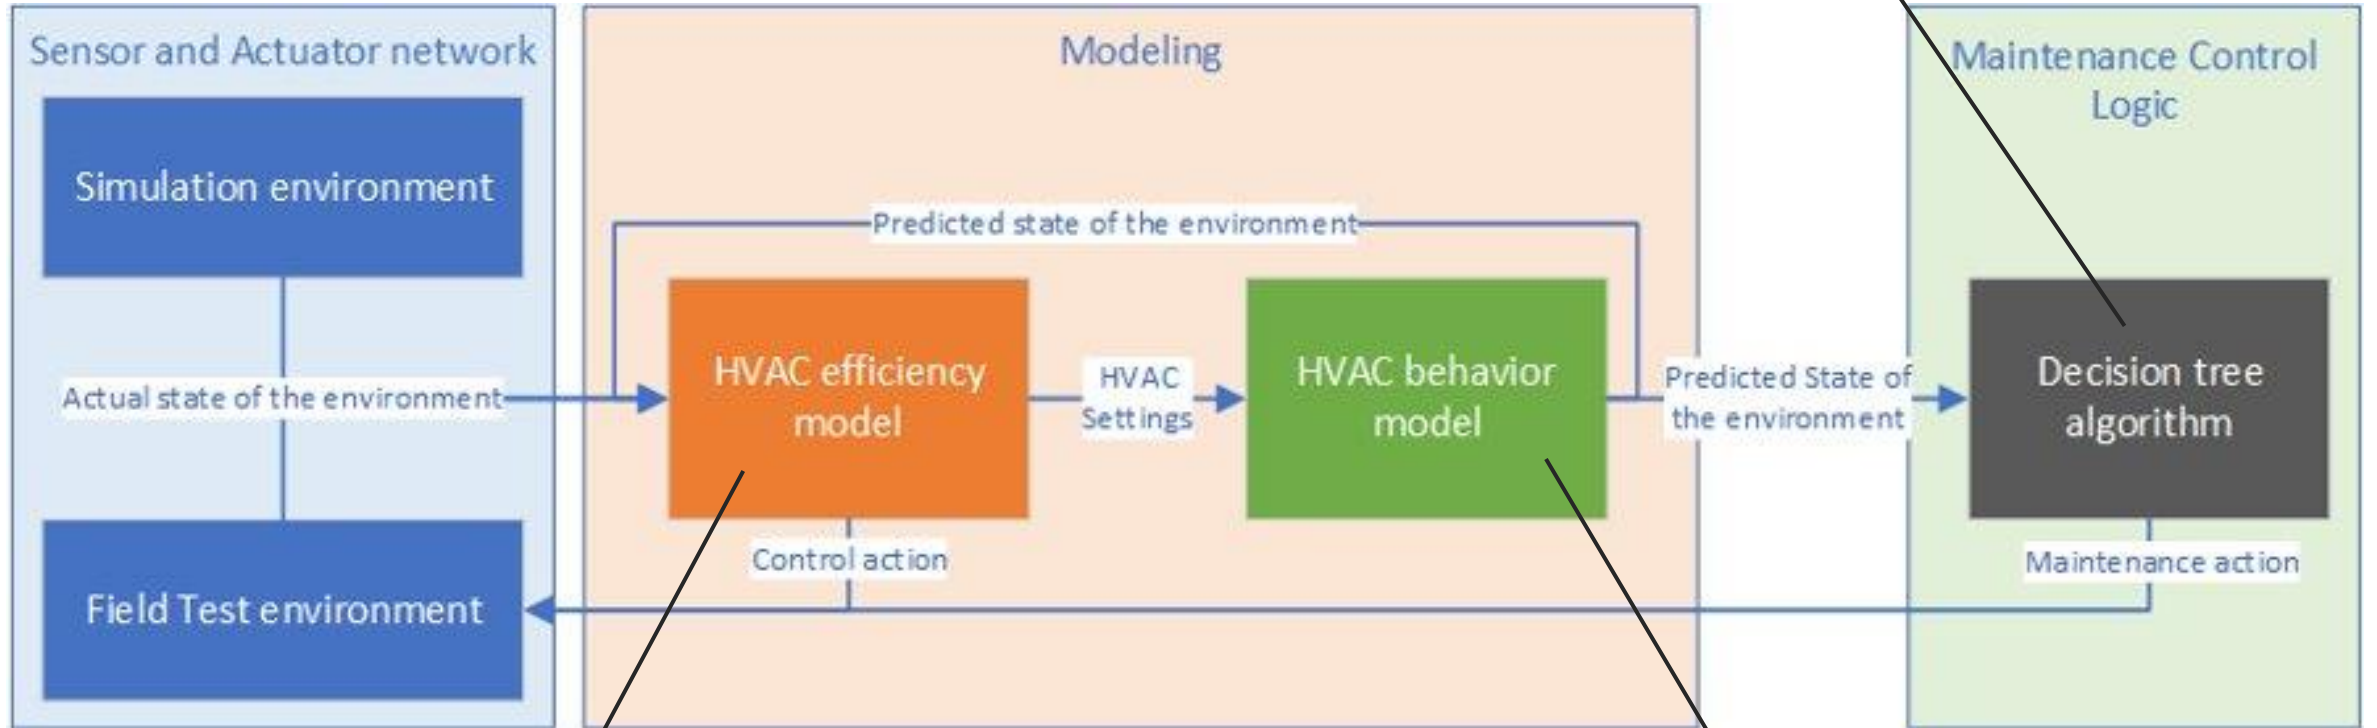 Sensor and Actuator network
Simulation environment
Actual state of the environment
Field Test environment
Modeling
Predicted state of the environment
HVAC efficiency
model
HVAC
Settings
HVAC behavior
model
Control action
Predicted State of
the environment
Maintenance Control
Logic
Decision tree
algorithm
Maintenance action